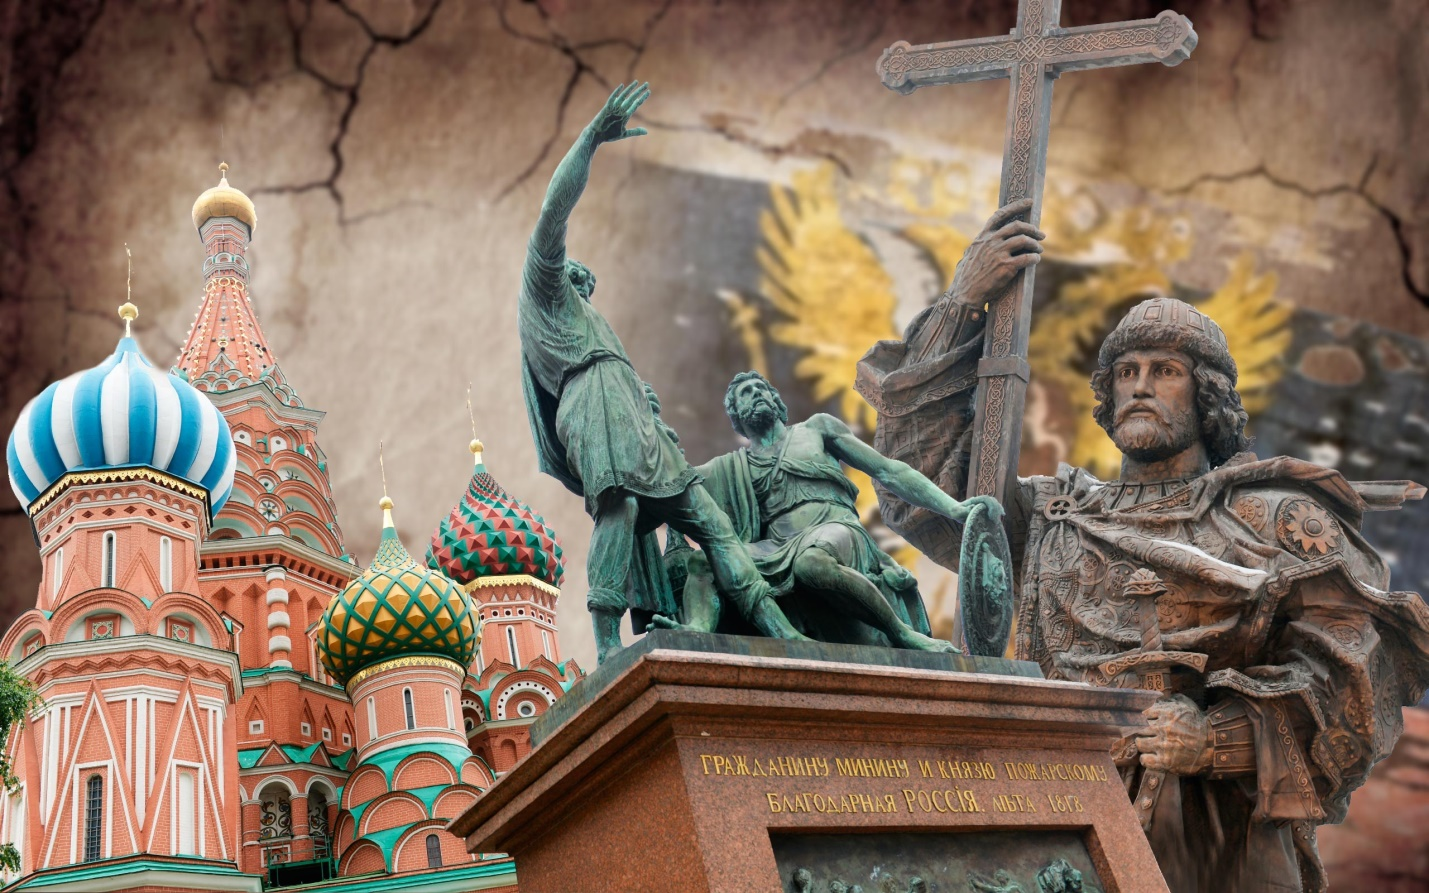 ГРАЖДАНИНУ МИНИНУ И КНЯЗЮ ПОЖАРСКОМУ
БЛАГОДАРНАЯ РОССІЯ. ЛѢТА 1818